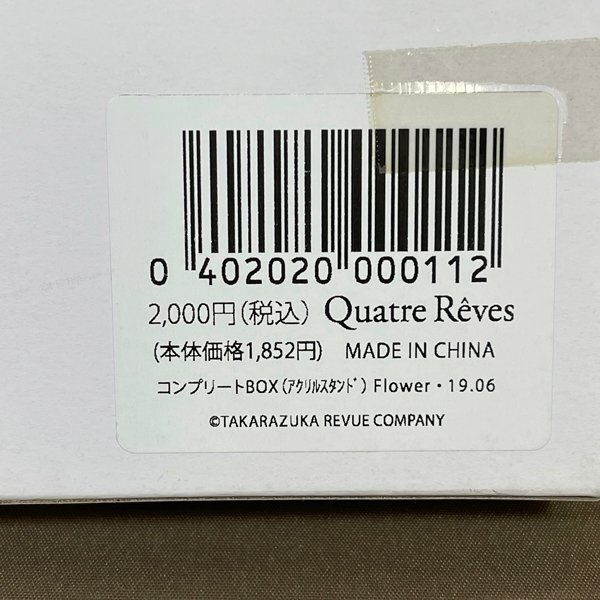 0 402020 000112
2,000円(税込) Quatre Rêves
(本体価格1,852円) MADE IN CHINA
コンプリートBOX(ｱｸﾘﾙｽﾀﾝﾄﾞ) Flower・19.06
©TAKARAZUKA REVUE COMPANY